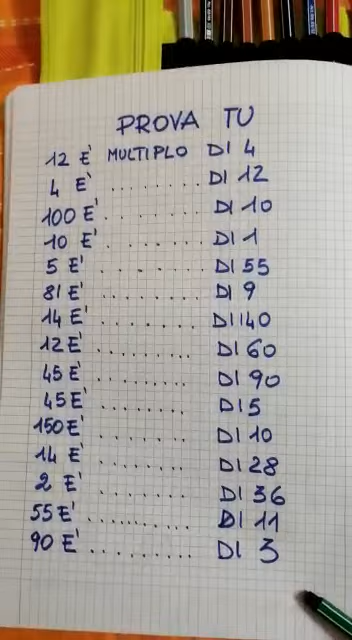 PROVA TU
12 E' MULTIPLO DI 4
4 E' ........ DI 12
100 E' ........ DI 10
10 E' ........ DI 1
5 E' ........ DI 55
81 E' ........ DI 9
14 E' ........ DI 140
12 E' ........ DI 60
45 E' ........ DI 90
45 E' ........ DI 5
150 E' ........ DI 10
14 E' ........ DI 28
2 E' ........ DI 36
55 E' .......... DI 11
90 E' ......... DI 3